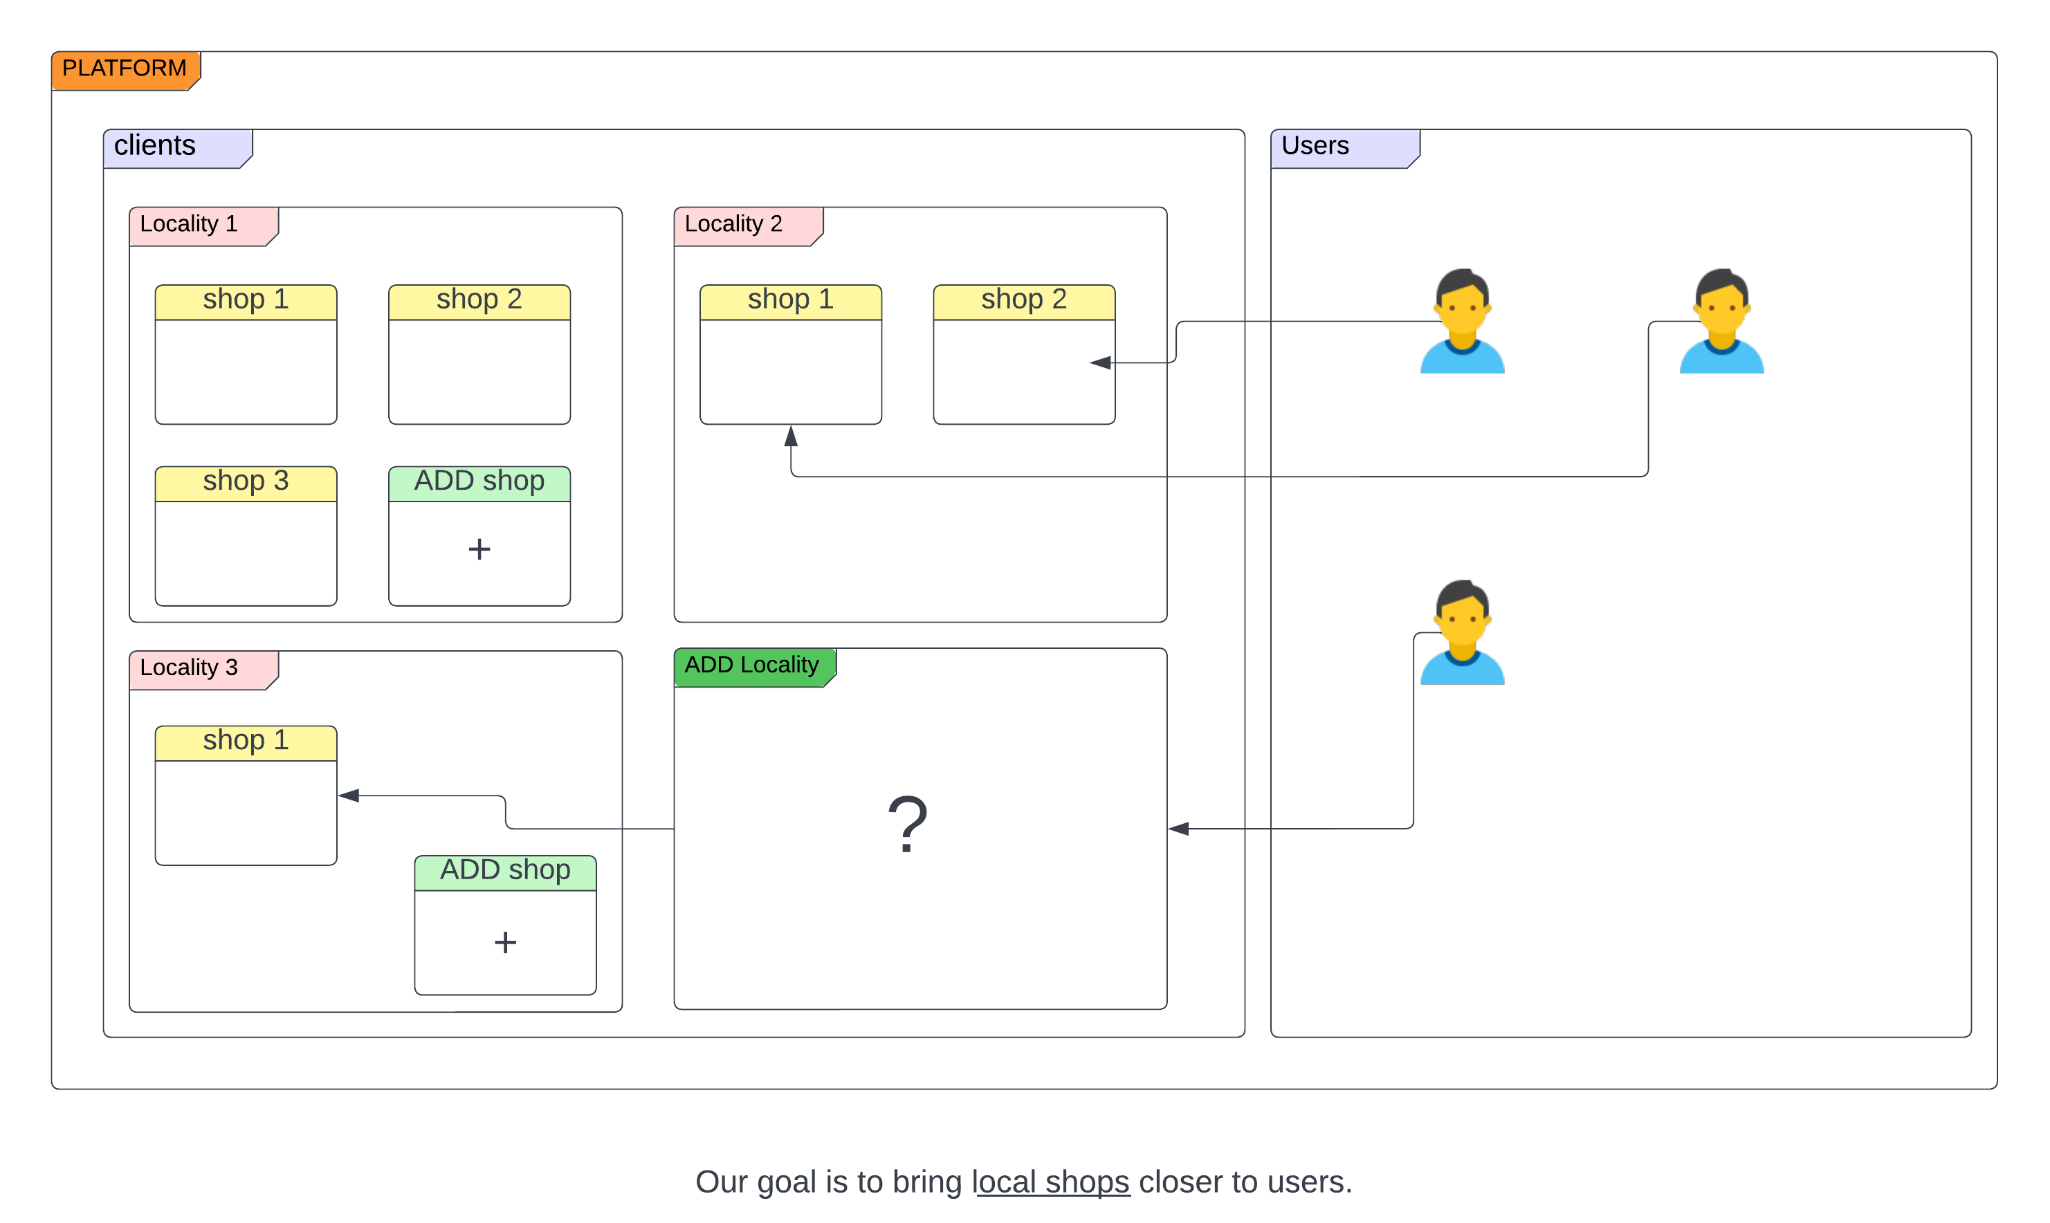 PLATFORM
clients
Users
Locality 1
shop 1
shop 2
shop 3
ADD shop
+
Locality 2
shop 1
shop 2
Locality 3
shop 1
ADD shop
+
ADD Locality
?
Our goal is to bring local shops closer to users.